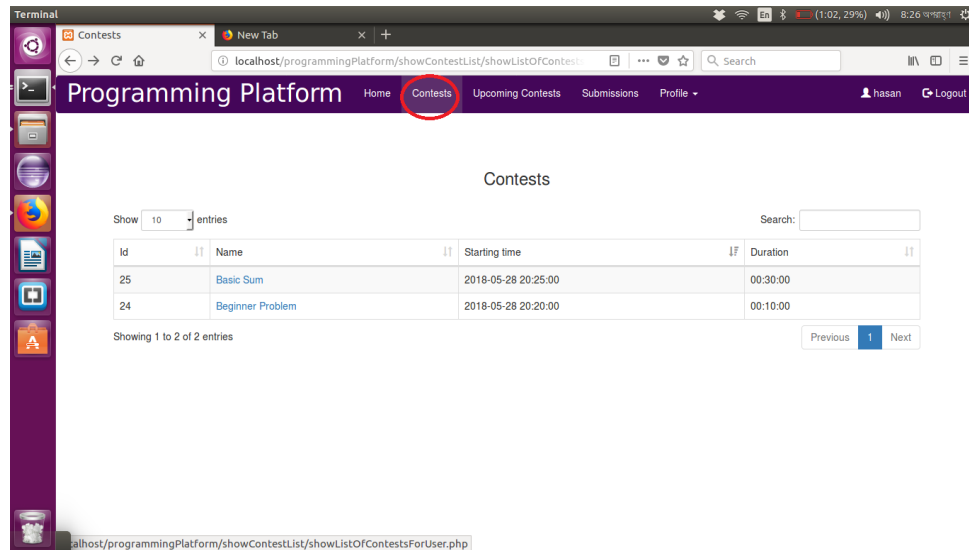 Terminal
En (1:02, 29%) 8:26 অপরাহ্ণ
Contests New Tab
localhost/programmingPlatform/showContestList/showListOfContests Search
Programming Platform Home Contests Upcoming Contests Submissions Profile hasan Logout
Contests
Show 10 entries Search:
Id Name Starting time Duration
25 Basic Sum 2018-05-28 20:25:00 00:30:00
24 Beginner Problem 2018-05-28 20:20:00 00:10:00
Showing 1 to 2 of 2 entries Previous 1 Next
alhost/programmingPlatform/showContestList/showListOfContestsForUser.php